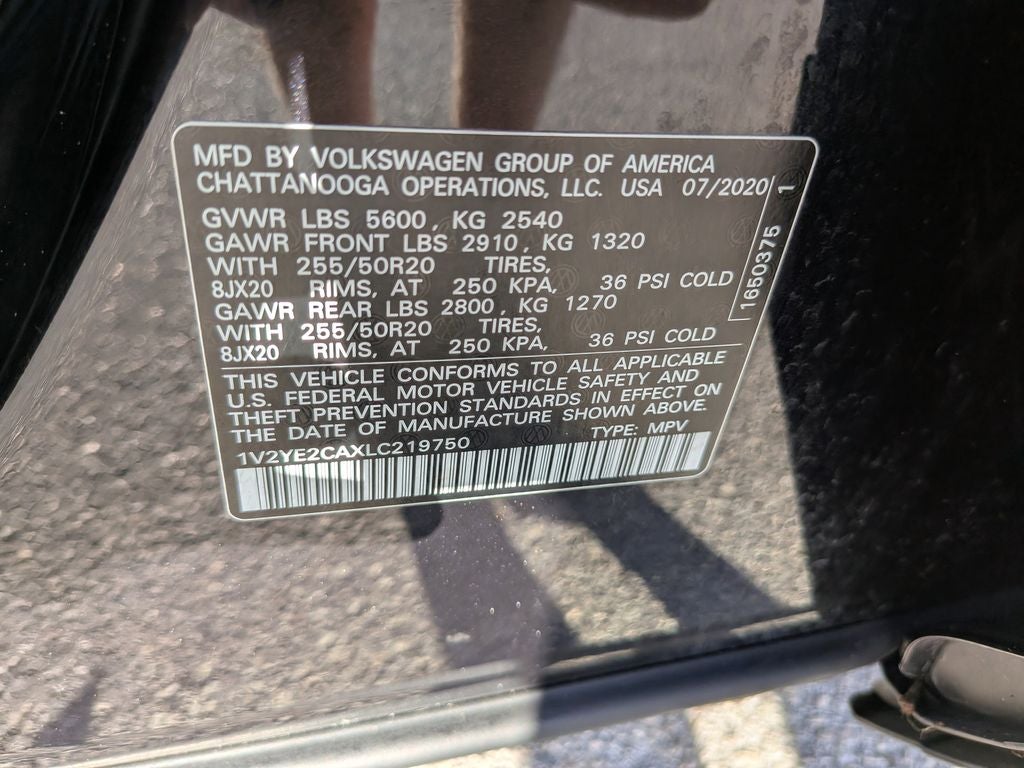 MFD BY VOLKSWAGEN GROUP OF AMERICA
CHATTANOOGA OPERATIONS, LLC. USA 07/2020
GVWR LBS 5600, KG 2540
GAWR FRONT LBS 2910, KG 1320
WITH 255/50R20 TIRES,
8JX20 RIMS, AT 250 KPA, 36 PSI COLD
GAWR REAR LBS 2800, KG 1270
WITH 255/50R20 TIRES,
8JX20 RIMS, AT 250 KPA, 36 PSI COLD
THIS VEHICLE CONFORMS TO ALL APPLICABLE
U.S. FEDERAL MOTOR VEHICLE SAFETY AND
THEFT PREVENTION STANDARDS IN EFFECT ON
THE DATE OF MANUFACTURE SHOWN ABOVE.
1V2YE2CAXLC219750 TYPE: MPV
1650375 1